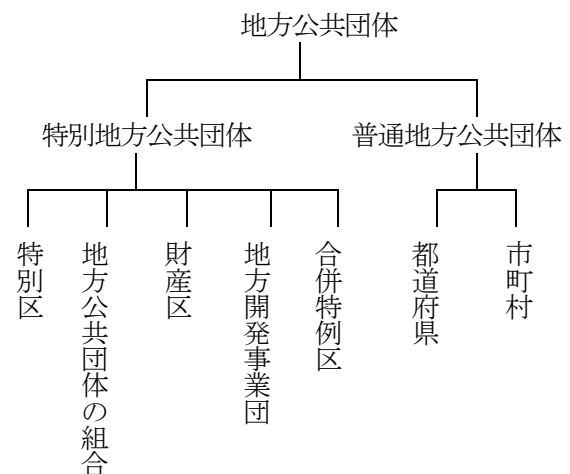 地方公共団体
特別地方公共団体
普通地方公共団体
特別区
地方公共団体の組合
財産区
地方開発事業団
合併特例区
都道府県
市町村